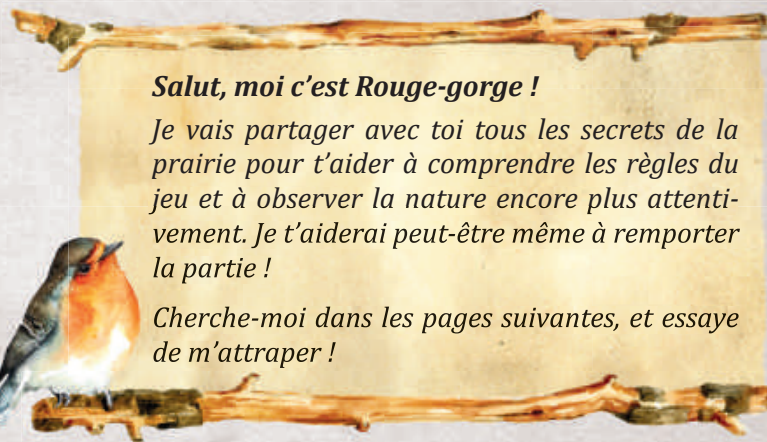 Salut, moi c’est Rouge-gorge !
Je vais partager avec toi tous les secrets de la
prairie pour t’aider à comprendre les règles du
jeu et à observer la nature encore plus attenti-
vement. Je t’aiderai peut-être même à remporter
la partie !
Cherche-moi dans les pages suivantes, et essaye
de m’attraper !